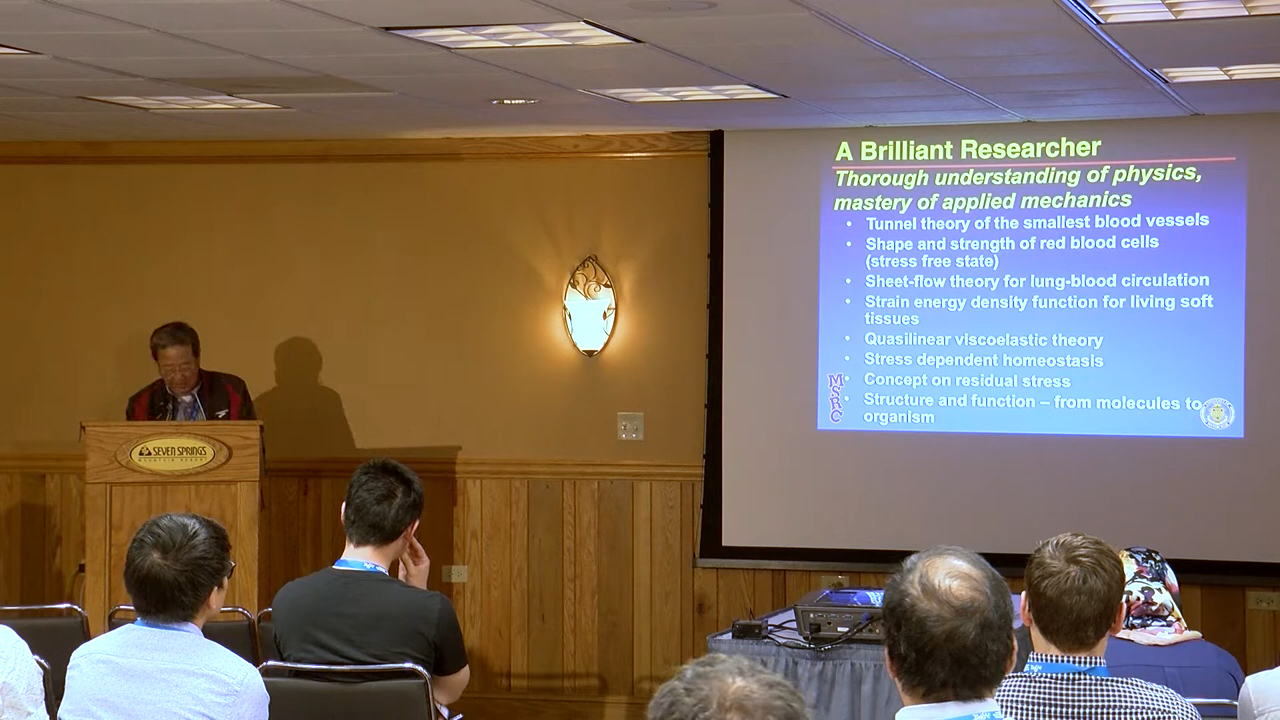 A Brilliant Researcher
Thorough understanding of physics,
mastery of applied mechanics
• Tunnel theory of the smallest blood vessels
• Shape and strength of red blood cells
(stress free state)
• Sheet-flow theory for lung-blood circulation
• Strain energy density function for living soft
tissues
• Quasilinear viscoelastic theory
• Stress dependent homeostasis
• Concept on residual stress
• Structure and function – from molecules to
organism
MSRC
SEVEN SPRINGS
MOUNTAIN RESORT